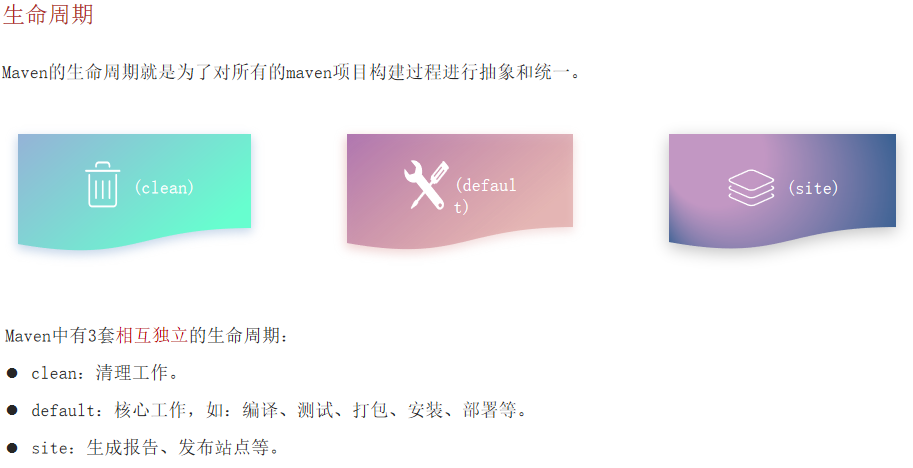 生命周期
Maven的生命周期就是为了对所有的maven项目构建过程进行抽象和统一。
(clean)
(defaul
t)
(site)
Maven中有3套相互独立的生命周期：
● clean：清理工作。
● default：核心工作，如：编译、测试、打包、安装、部署等。
● site：生成报告、发布站点等。